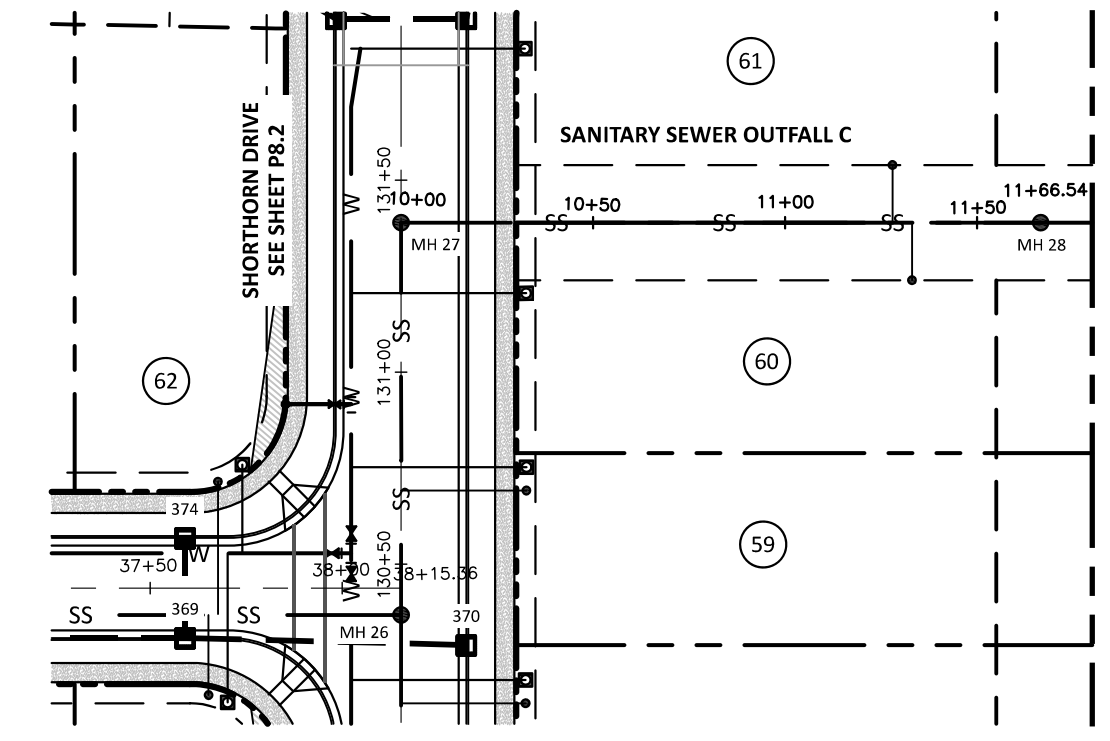 61
SANITARY SEWER OUTFALL C
SHORTHORN DRIVE
SEE SHEET P8.2
131+50
10+00
10+50
11+00
11+50
11+66.54
W
SS
SS
SS
MH 27
MH 28
SS
131+00
60
62
W
SS
374
59
W
37+50
38+00
130+50
38+15.36
W
SS
369
SS
370
MH 26